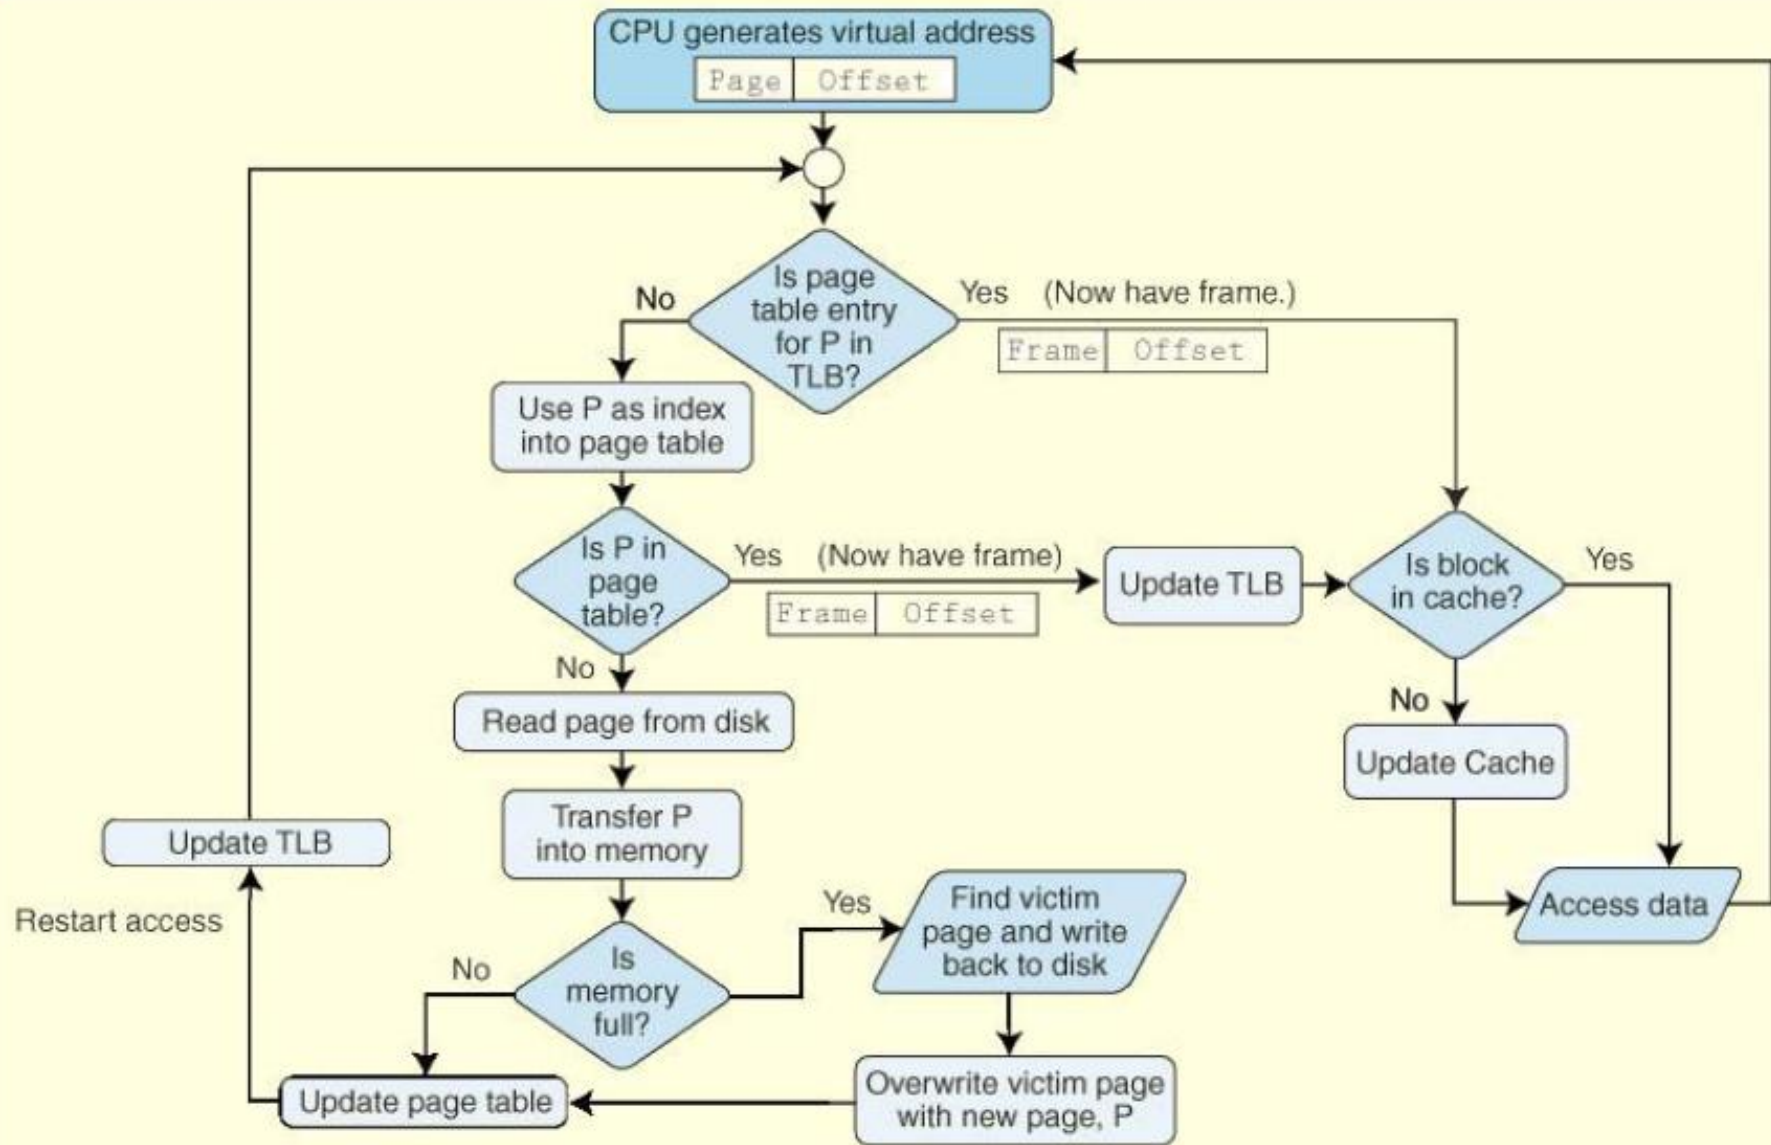 CPU generates virtual address
Page Offset
Is page
table entry
for P in
TLB?
No
Yes (Now have frame.)
Frame Offset
Use P as index
into page table
Is P in
page
table?
Yes (Now have frame)
Frame Offset
Update TLB
Is block
in cache?
Yes
No
Read page from disk
No
Update Cache
Transfer P
into memory
Update TLB
Restart access
Is
memory
full?
No
Yes
Find victim
page and write
back to disk
Access data
Update page table
Overwrite victim page
with new page, P